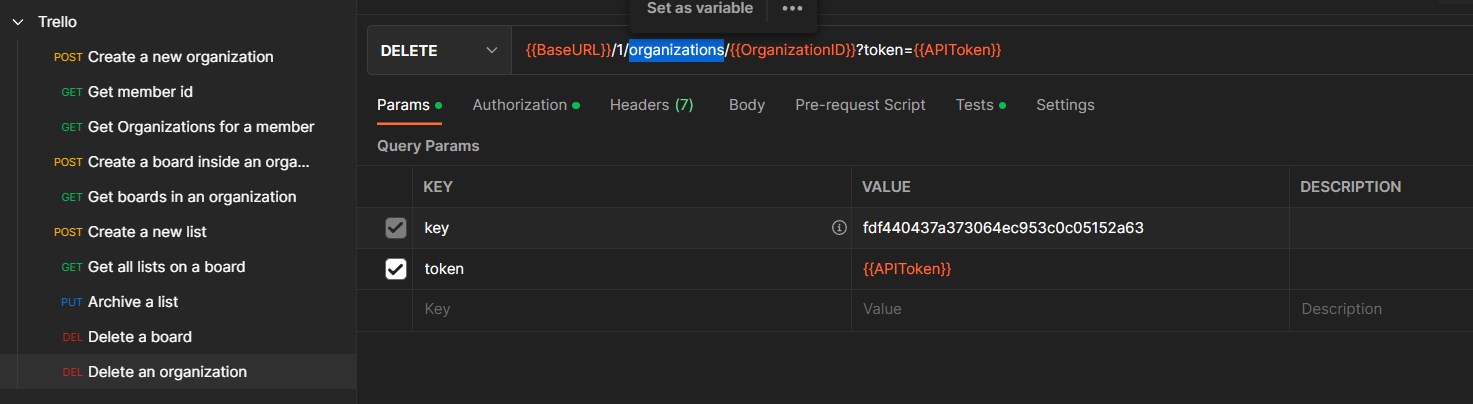 Trello
POST Create a new organization
GET Get member id
GET Get Organizations for a member
POST Create a board inside an orga...
GET Get boards in an organization
POST Create a new list
GET Get all lists on a board
PUT Archive a list
DEL Delete a board
DEL Delete an organization
Set as variable
DELETE {{BaseURL}}/1/organizations/{{OrganizationID}}?token={{APIToken}}
Params Authorization Headers (7) Body Pre-request Script Tests Settings
Query Params
KEY VALUE DESCRIPTION
key fdf440437a373064ec953c0c05152a63
token {{APIToken}}
Key Value Description